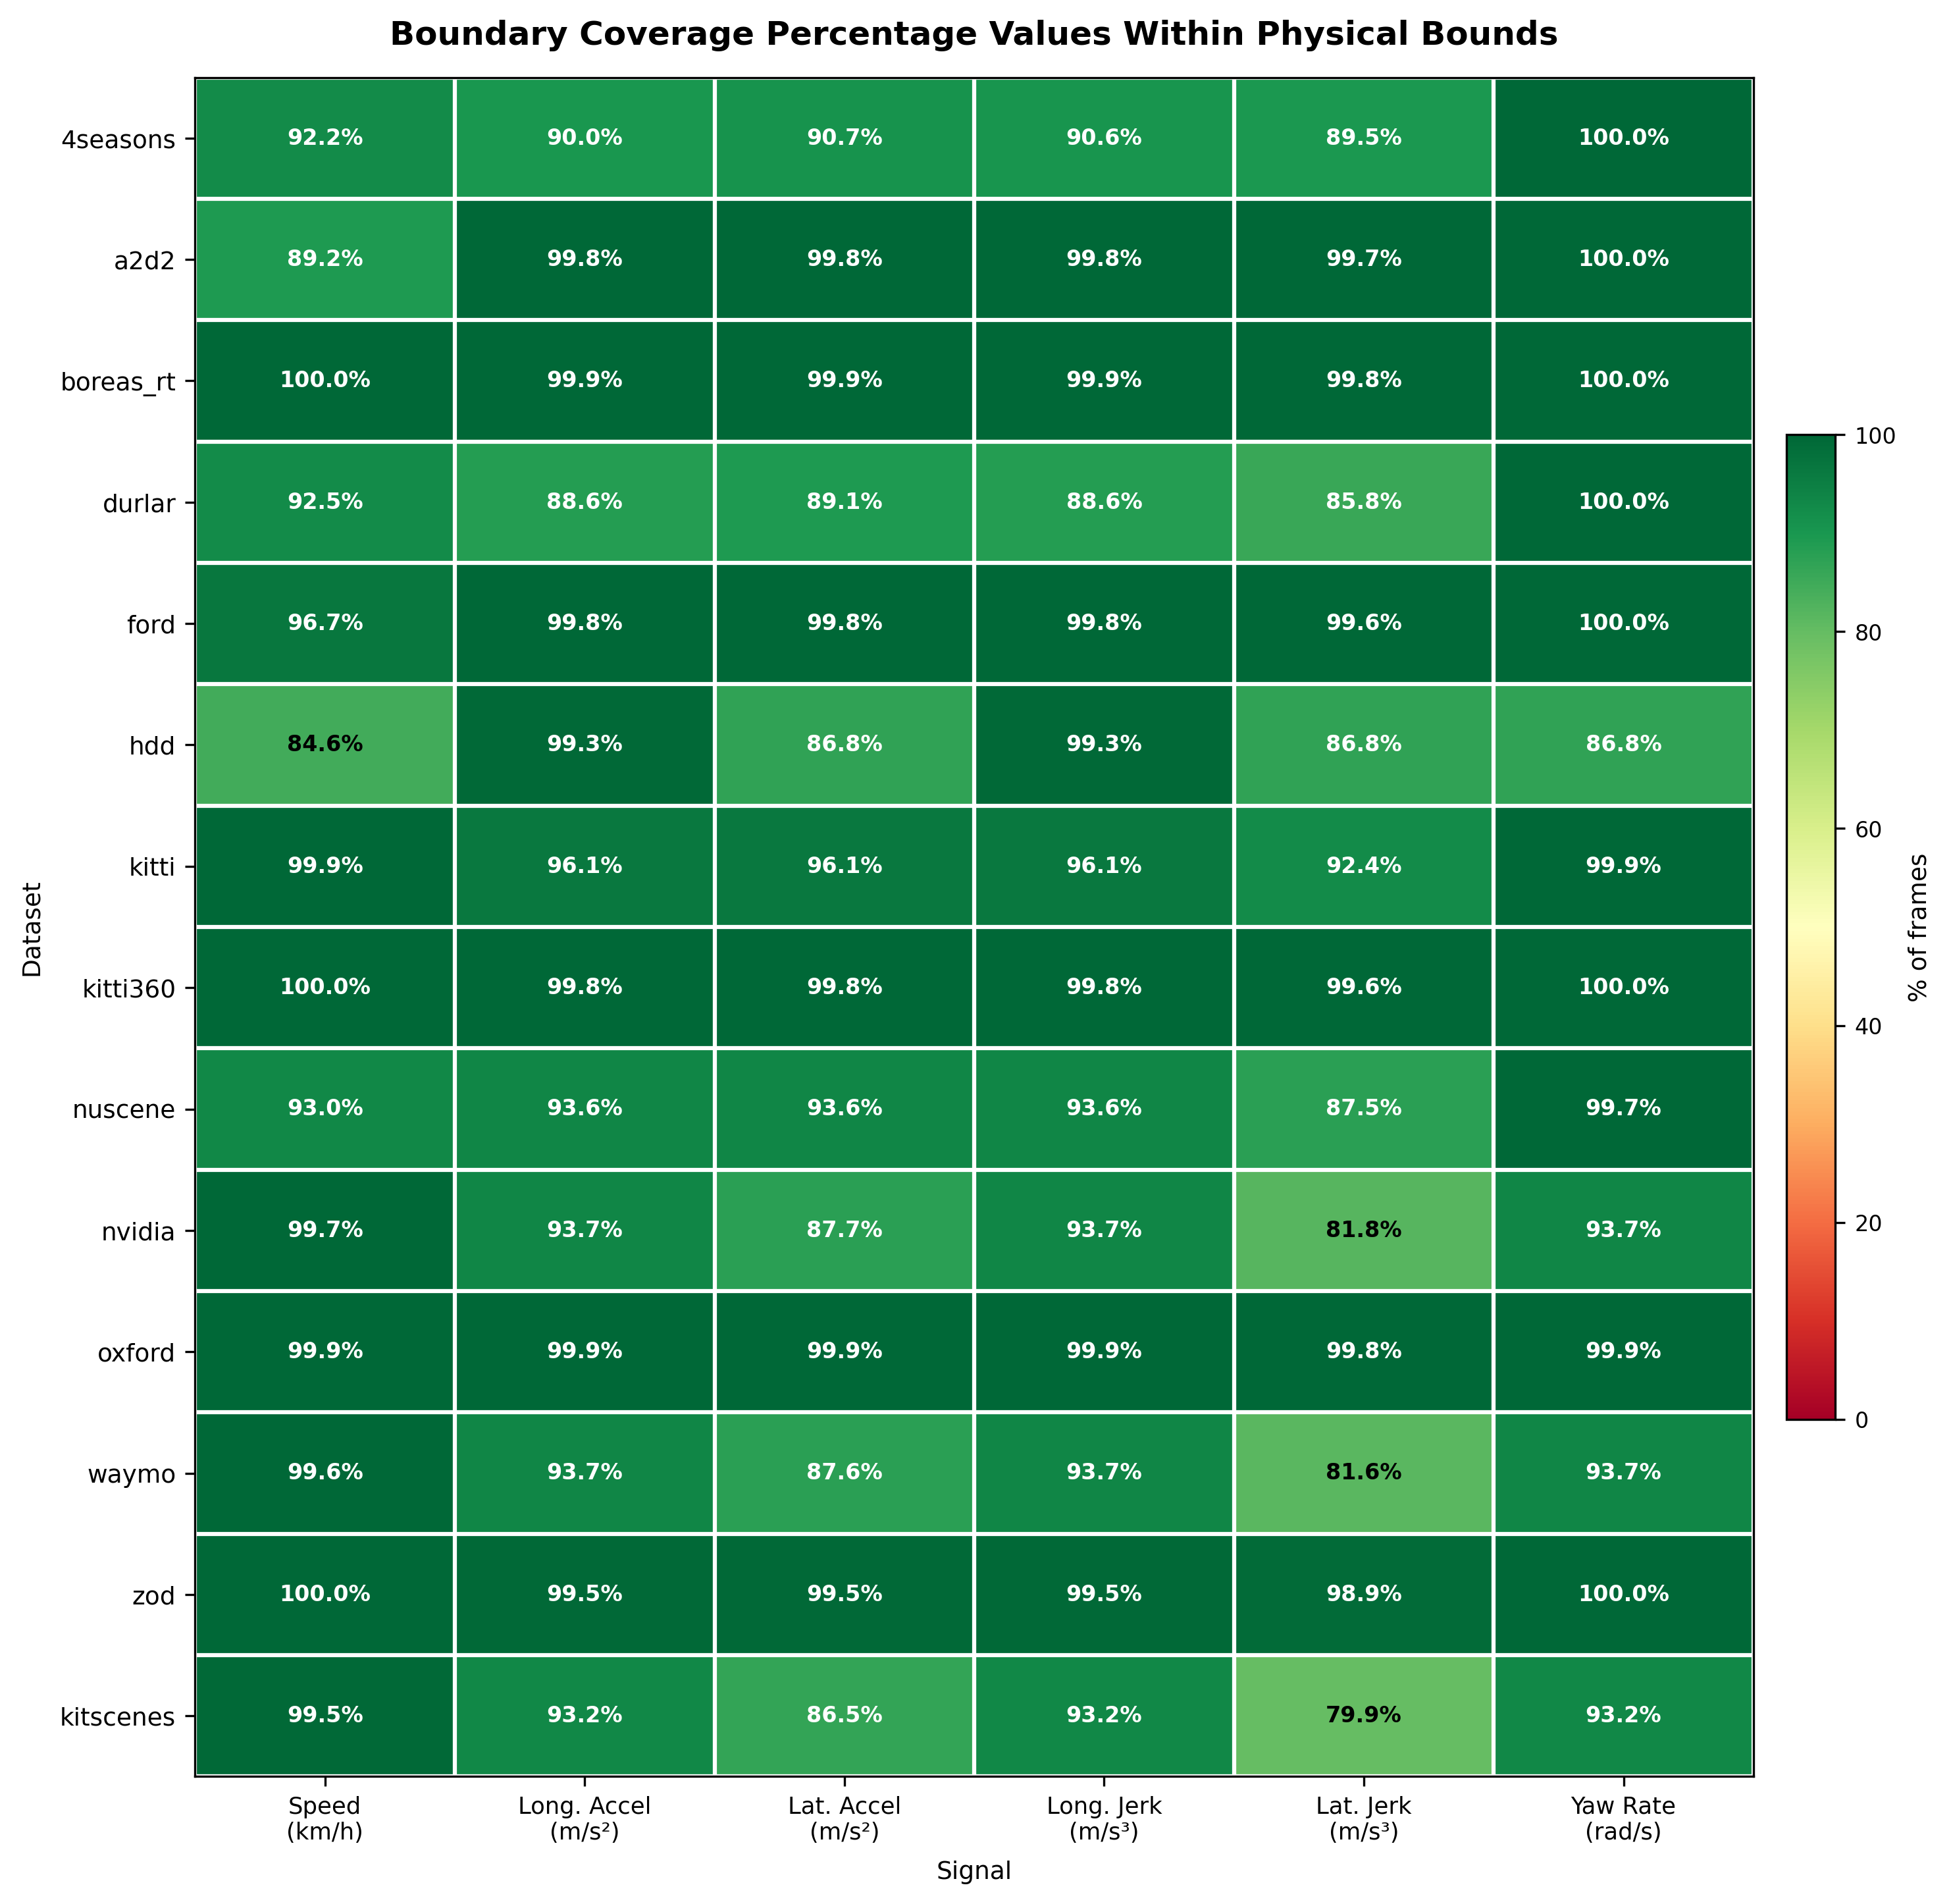 Boundary Coverage Percentage Values Within Physical Bounds
4seasons 92.2% 90.0% 90.7% 90.6% 89.5% 100.0%
a2d2 89.2% 99.8% 99.8% 99.8% 99.7% 100.0%
boreas_rt 100.0% 99.9% 99.9% 99.9% 99.8% 100.0%
durlar 92.5% 88.6% 89.1% 88.6% 85.8% 100.0%
ford 96.7% 99.8% 99.8% 99.8% 99.6% 100.0%
hdd 84.6% 99.3% 86.8% 99.3% 86.8% 86.8%
kitti 99.9% 96.1% 96.1% 96.1% 92.4% 99.9%
kitti360 100.0% 99.8% 99.8% 99.8% 99.6% 100.0%
nuscene 93.0% 93.6% 93.6% 93.6% 87.5% 99.7%
nvidia 99.7% 93.7% 87.7% 93.7% 81.8% 93.7%
oxford 99.9% 99.9% 99.9% 99.9% 99.8% 99.9%
waymo 99.6% 93.7% 87.6% 93.7% 81.6% 93.7%
zod 100.0% 99.5% 99.5% 99.5% 98.9% 100.0%
kitscenes 99.5% 93.2% 86.5% 93.2% 79.9% 93.2%
Speed Long. Accel Lat. Accel Long. Jerk Lat. Jerk Yaw Rate
(km/h) (m/s²) (m/s²) (m/s³) (m/s³) (rad/s)
Signal
Dataset
100
80
60
40
20
0
% of frames